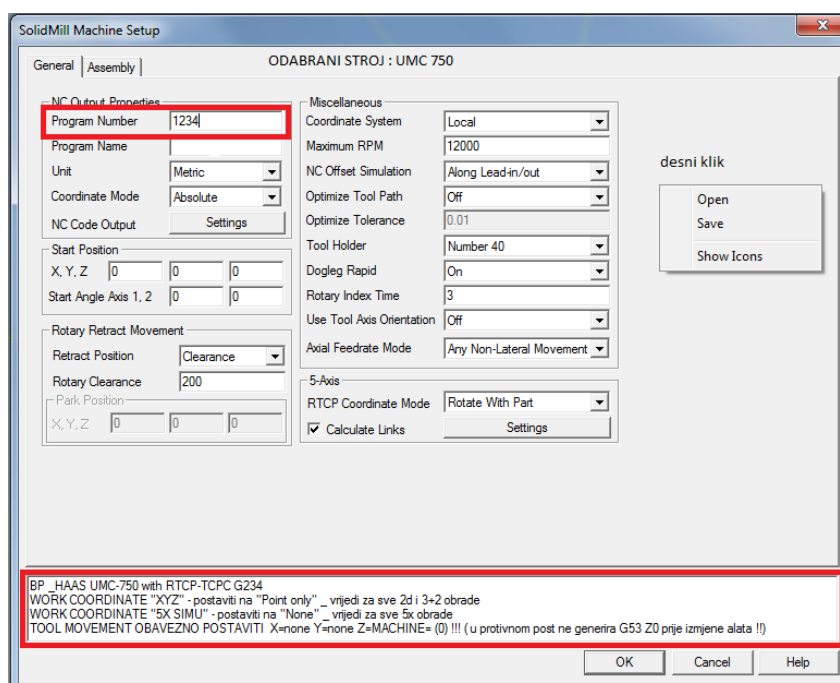 SolidMill Machine Setup
General
Assembly
ODABRANI STROJ : UMC 750
NC Output Properties
Program Number 1234
Program Name
Unit Metric
Coordinate Mode Absolute
NC Code Output Settings
Start Position
X, Y, Z 0 0 0
Start Angle Axis 1, 2 0 0
Rotary Retract Movement
Retract Position Clearance
Rotary Clearance 200
Park Position
X, Y, Z 0 0 0
Miscellaneous
Coordinate System Local
Maximum RPM 12000
NC Offset Simulation Along Lead-in/out
Optimize Tool Path Off
Optimize Tolerance 0.01
Tool Holder Number 40
Dogleg Rapid On
Rotary Index Time 3
Use Tool Axis Orientation Off
Axial Feedrate Mode Any Non-Lateral Movement
5-Axis
RTCP Coordinate Mode Rotate With Part
Calculate Links Settings
desni klik
Open
Save
Show Icons
BP _HAAS UMC-750 with RTCP-TCPC G234
WORK COORDINATE "XYZ" - postaviti na "Point only" _ vrijedi za sve 2d i 3+2 obrade
WORK COORDINATE "5X SIMU" - postaviti na "None" _ vrijedi za sve 5x obrade
TOOL MOVEMENT OBAVEZNO POSTAVITI X=none Y=none Z=MACHINE= (0) !!! ( u protivnom post ne generira G53 Z0 prije izmjene alata !!)
OK Cancel Help